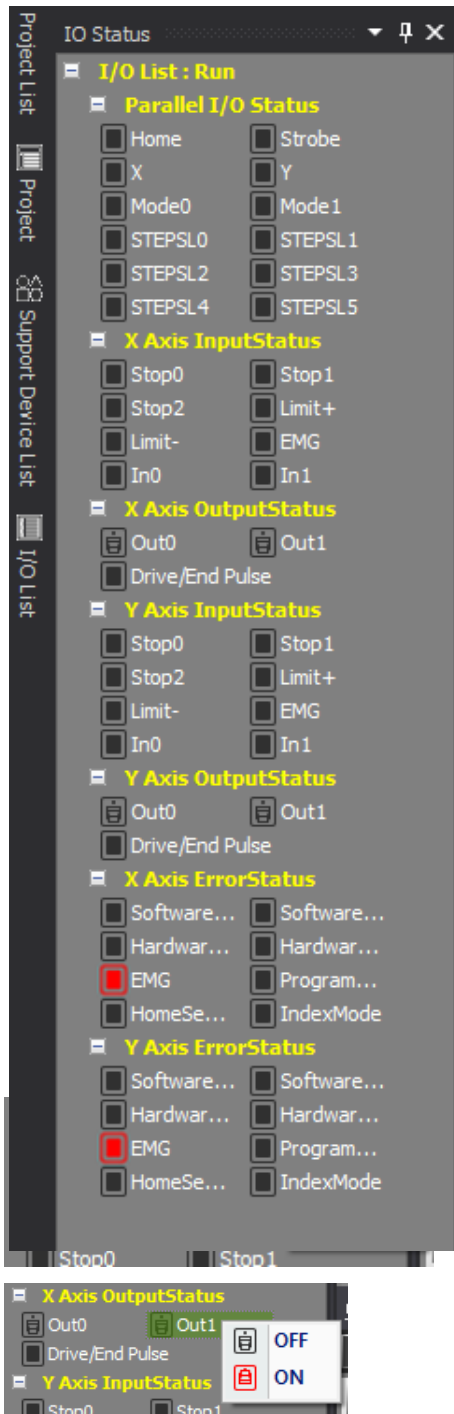 Project List
Project
Support Device List
I/O List
IO Status
I/O List : Run
Parallel I/O Status
Home Strobe
X Y
Mode0 Mode1
STEPSL0 STEPSL1
STEPSL2 STEPSL3
STEPSL4 STEPSL5
X Axis InputStatus
Stop0 Stop1
Stop2 Limit+
Limit- EMG
In0 In1
X Axis OutputStatus
Out0 Out1
Drive/End Pulse
Y Axis InputStatus
Stop0 Stop1
Stop2 Limit+
Limit- EMG
In0 In1
Y Axis OutputStatus
Out0 Out1
Drive/End Pulse
X Axis ErrorStatus
Software... Software...
Hardwar... Hardwar...
EMG Program...
HomeSe... IndexMode
Y Axis ErrorStatus
Software... Software...
Hardwar... Hardwar...
EMG Program...
HomeSe... IndexMode
Stop0 Stop1
X Axis OutputStatus
Out0 Out1
OFF
Drive/End Pulse
ON
Y Axis InputStatus
Stop0 Stop1